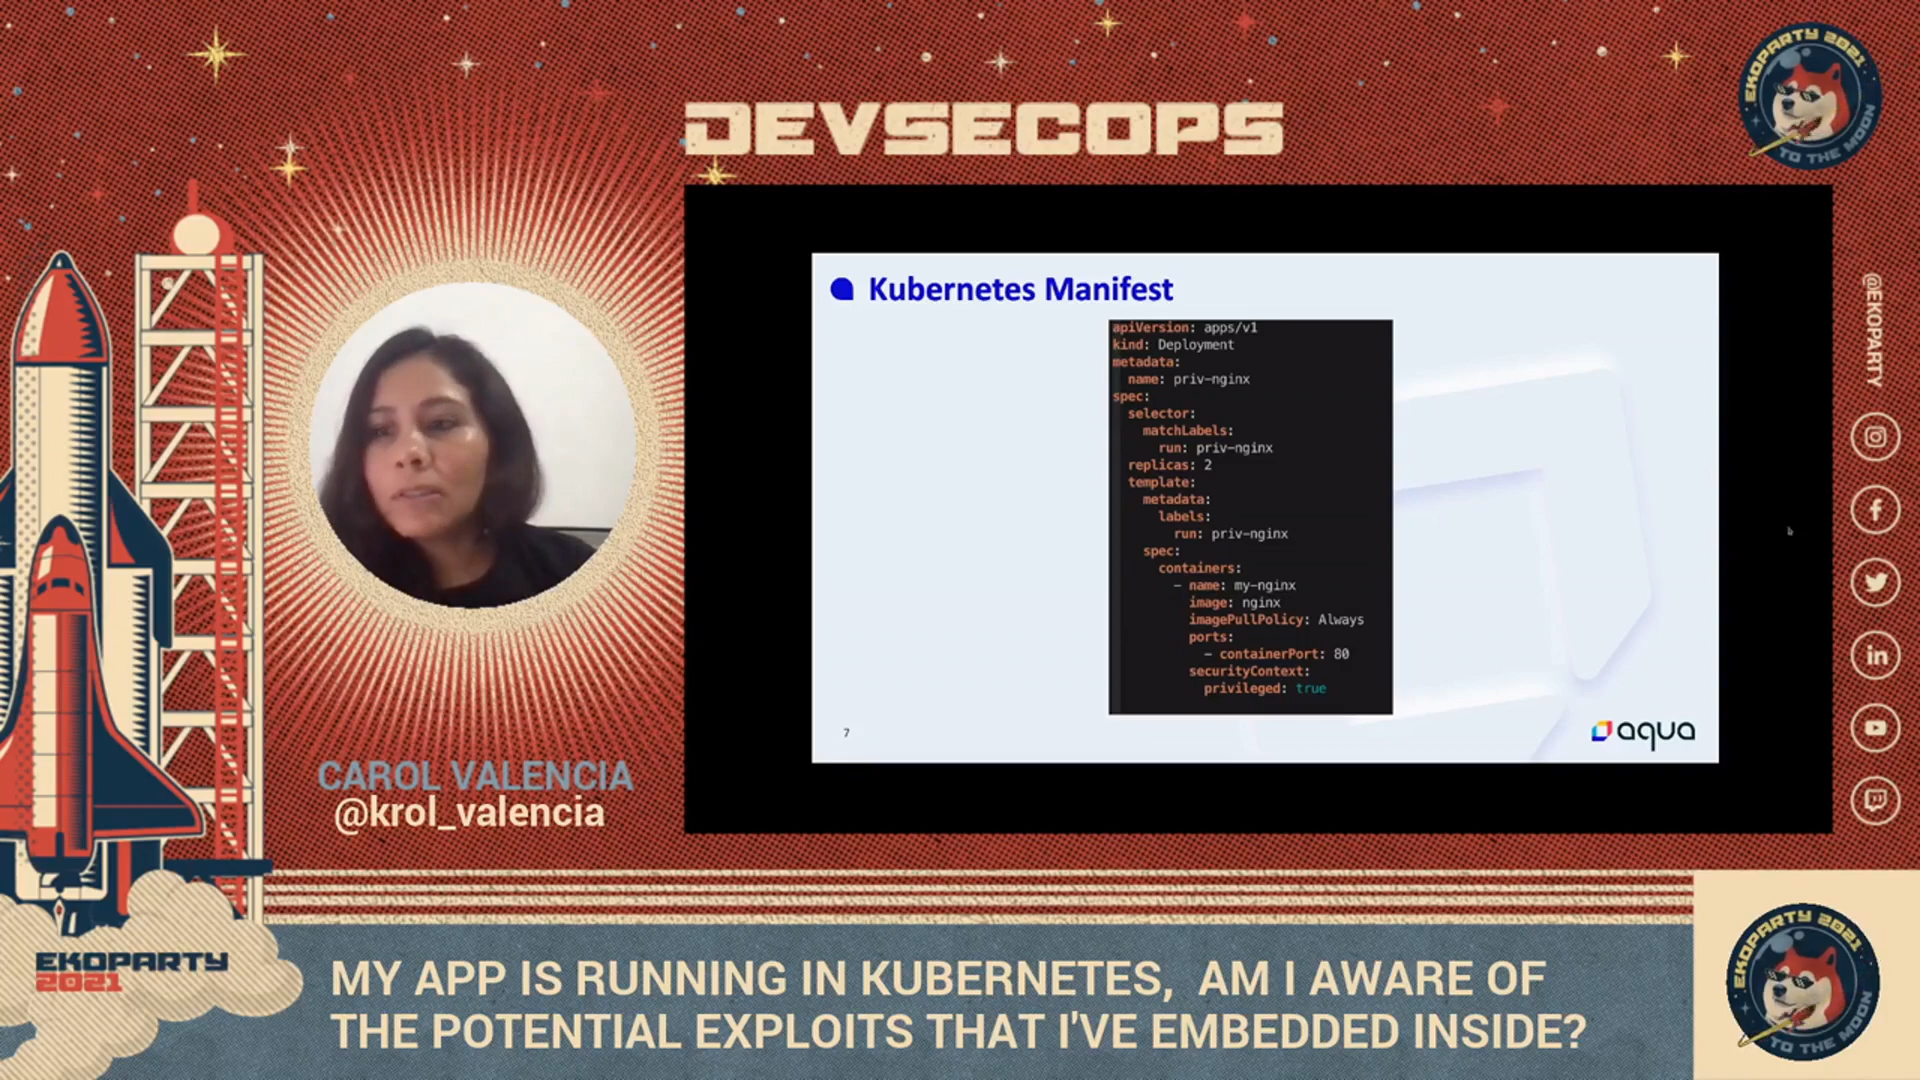 DEVSECOPS
EKOPARTY 2021
TO THE MOON
@EKOPARTY
Kubernetes Manifest
apiVersion: apps/v1
kind: Deployment
metadata:
name: priv-nginx
spec:
selector:
matchLabels:
run: priv-nginx
replicas: 2
template:
metadata:
labels:
run: priv-nginx
spec:
containers:
- name: my-nginx
image: nginx
imagePullPolicy: Always
ports:
- containerPort: 80
securityContext:
privileged: true
7
aqua
CAROL VALENCIA
@krol_valencia
EKOPARTY
2021
MY APP IS RUNNING IN KUBERNETES, AM I AWARE OF
THE POTENTIAL EXPLOITS THAT I'VE EMBEDDED INSIDE?
EKOPARTY 2021
TO THE MOON